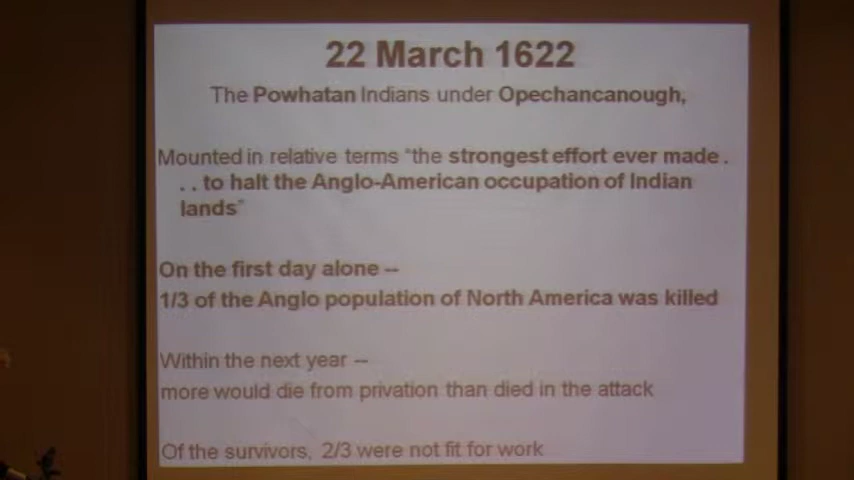 22 March 1622
The Powhatan Indians under Opechancanough,
Mounted in relative terms "the strongest effort ever made .
. . to halt the Anglo-American occupation of Indian
lands"
On the first day alone --
1/3 of the Anglo population of North America was killed
Within the next year --
more would die from privation than died in the attack
Of the survivors, 2/3 were not fit for work